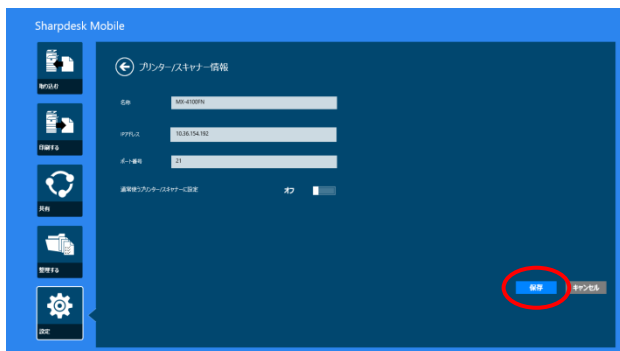 Sharpdesk Mobile
取り込む
印刷する
共有
整理する
設定
プリンター/スキャナー情報
名称 MX-4100FN
IPアドレス 10.36.154.192
ポート番号 21
通常使うプリンター/スキャナーに設定 オフ
保存 キャンセル